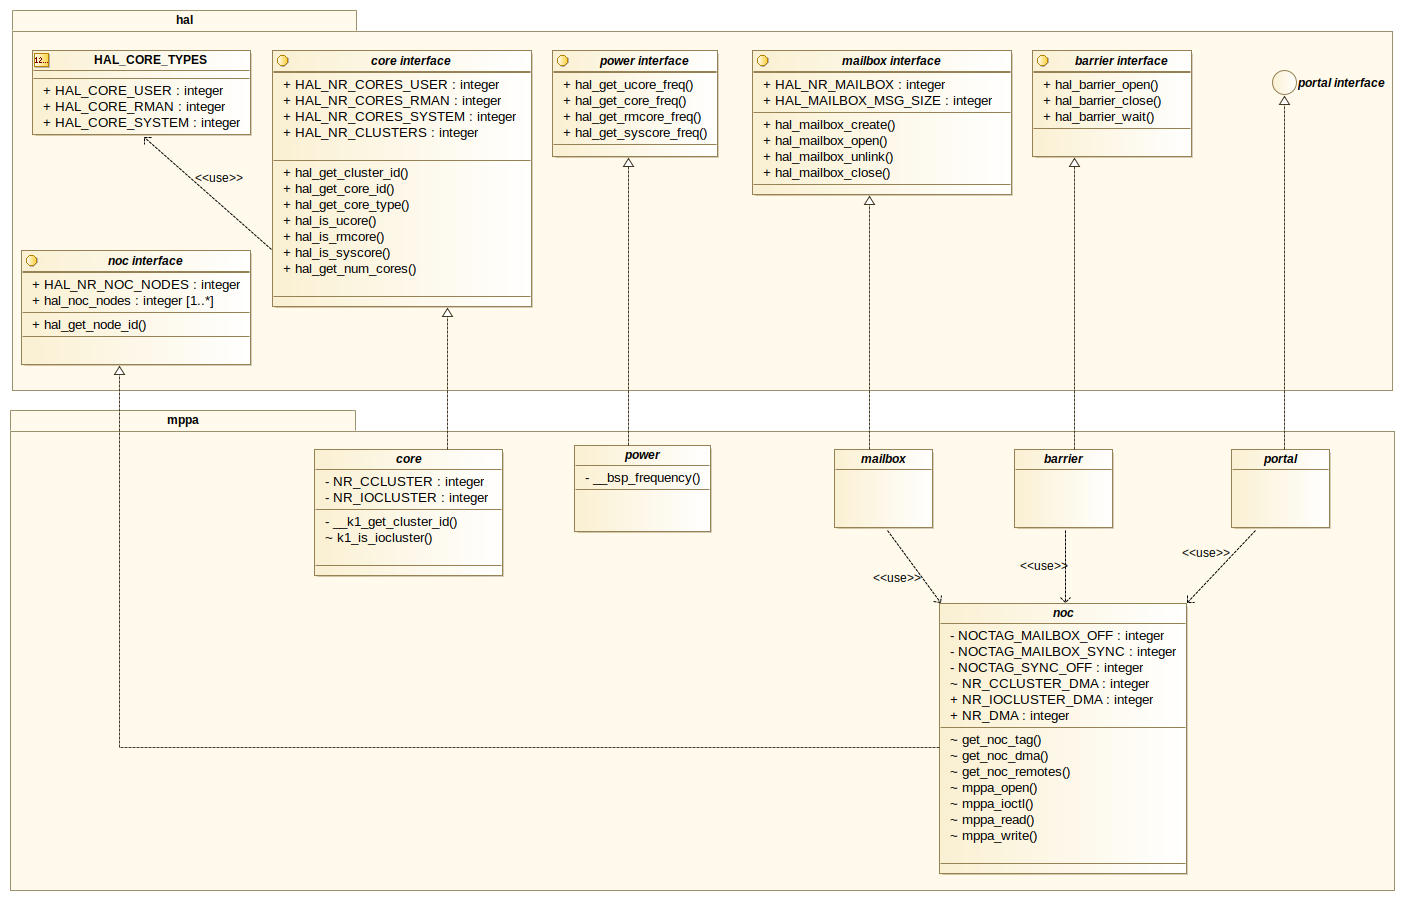 hal
HAL_CORE_TYPES
+ HAL_CORE_USER : integer
+ HAL_CORE_RMAN : integer
+ HAL_CORE_SYSTEM : integer
core interface
+ HAL_NR_CORES_USER : integer
+ HAL_NR_CORES_RMAN : integer
+ HAL_NR_CORES_SYSTEM : integer
+ HAL_NR_CLUSTERS : integer
+ hal_get_cluster_id()
+ hal_get_core_id()
+ hal_get_core_type()
+ hal_is_ucore()
+ hal_is_rmcore()
+ hal_is_syscore()
+ hal_get_num_cores()
power interface
+ hal_get_ucore_freq()
+ hal_get_core_freq()
+ hal_get_rmcore_freq()
+ hal_get_syscore_freq()
mailbox interface
+ HAL_NR_MAILBOX : integer
+ HAL_MAILBOX_MSG_SIZE : integer
+ hal_mailbox_create()
+ hal_mailbox_open()
+ hal_mailbox_unlink()
+ hal_mailbox_close()
barrier interface
+ hal_barrier_open()
+ hal_barrier_close()
+ hal_barrier_wait()
portal interface
<<use>>
noc interface
+ HAL_NR_NOC_NODES : integer
+ hal_noc_nodes : integer [1..*]
+ hal_get_node_id()
mppa
core
- NR_CCLUSTER : integer
- NR_IOCLUSTER : integer
- __k1_get_cluster_id()
~ k1_is_iocluster()
power
- __bsp_frequency()
mailbox
barrier
portal
<<use>>
<<use>>
<<use>>
noc
- NOCTAG_MAILBOX_OFF : integer
- NOCTAG_MAILBOX_SYNC : integer
- NOCTAG_SYNC_OFF : integer
~ NR_CCLUSTER_DMA : integer
+ NR_IOCLUSTER_DMA : integer
+ NR_DMA : integer
~ get_noc_tag()
~ get_noc_dma()
~ get_noc_remotes()
~ mppa_open()
~ mppa_ioctl()
~ mppa_read()
~ mppa_write()